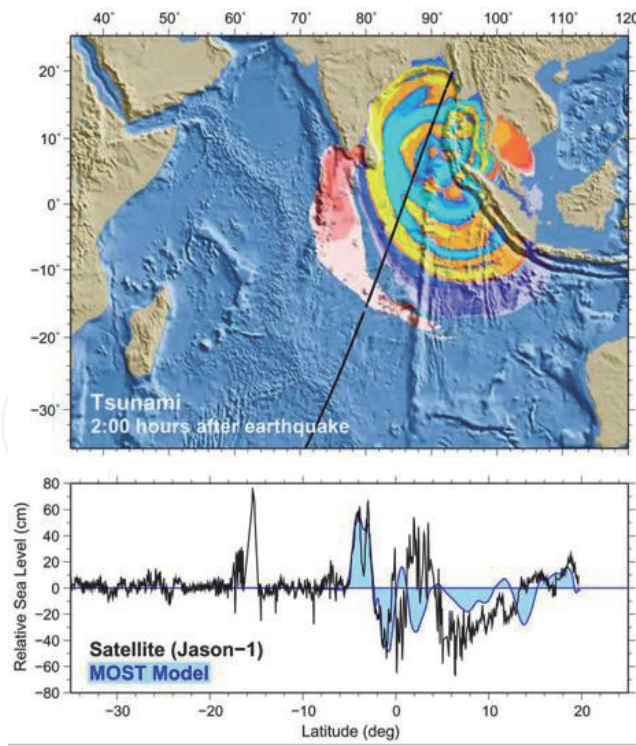 40° 50° 60° 70° 80° 90° 100° 110° 120°
20°
10°
0°
−10°
−20°
−30°
Tsunami
2:00 hours after earthquake
80
60
40
20
0
−20
−40
−60
−80
Relative Sea Level (cm)
Satellite (Jason−1)
MOST Model
−30 −20 −10 0 10 20
Latitude (deg)